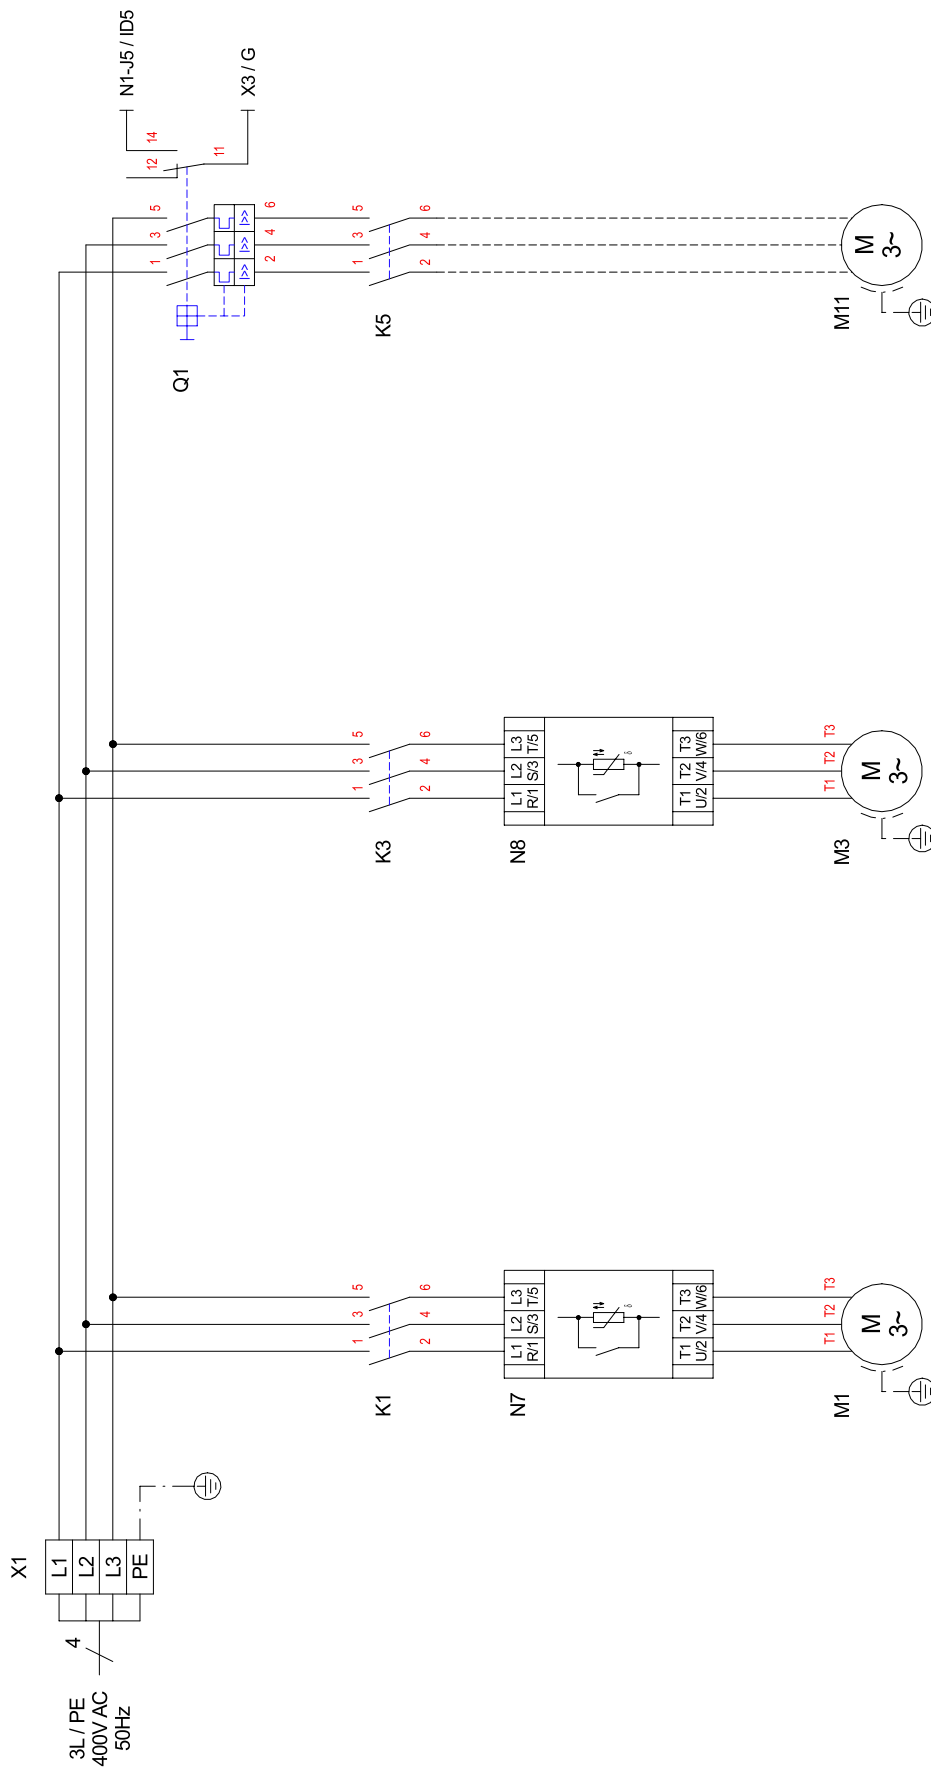 3L / PE
400V AC
50Hz
4
X1
L1
L2
L3
PE
K1
1
3
5
2
4
6
N7
L1
L2
L3
R/1
S/3
T/5
δ
T1
T2
T3
U/2
V/4
W/6
T1
T2
T3
M1
M
3~
K3
1
3
5
2
4
6
N8
L1
L2
L3
R/1
S/3
T/5
δ
T1
T2
T3
U/2
V/4
W/6
T1
T2
T3
M3
M
3~
Q1
1
3
5
12
14
11
N1-J5 / ID5
X3 / G
I>>
I>>
I>>
2
4
6
K5
1
3
5
2
4
6
M11
M
3~